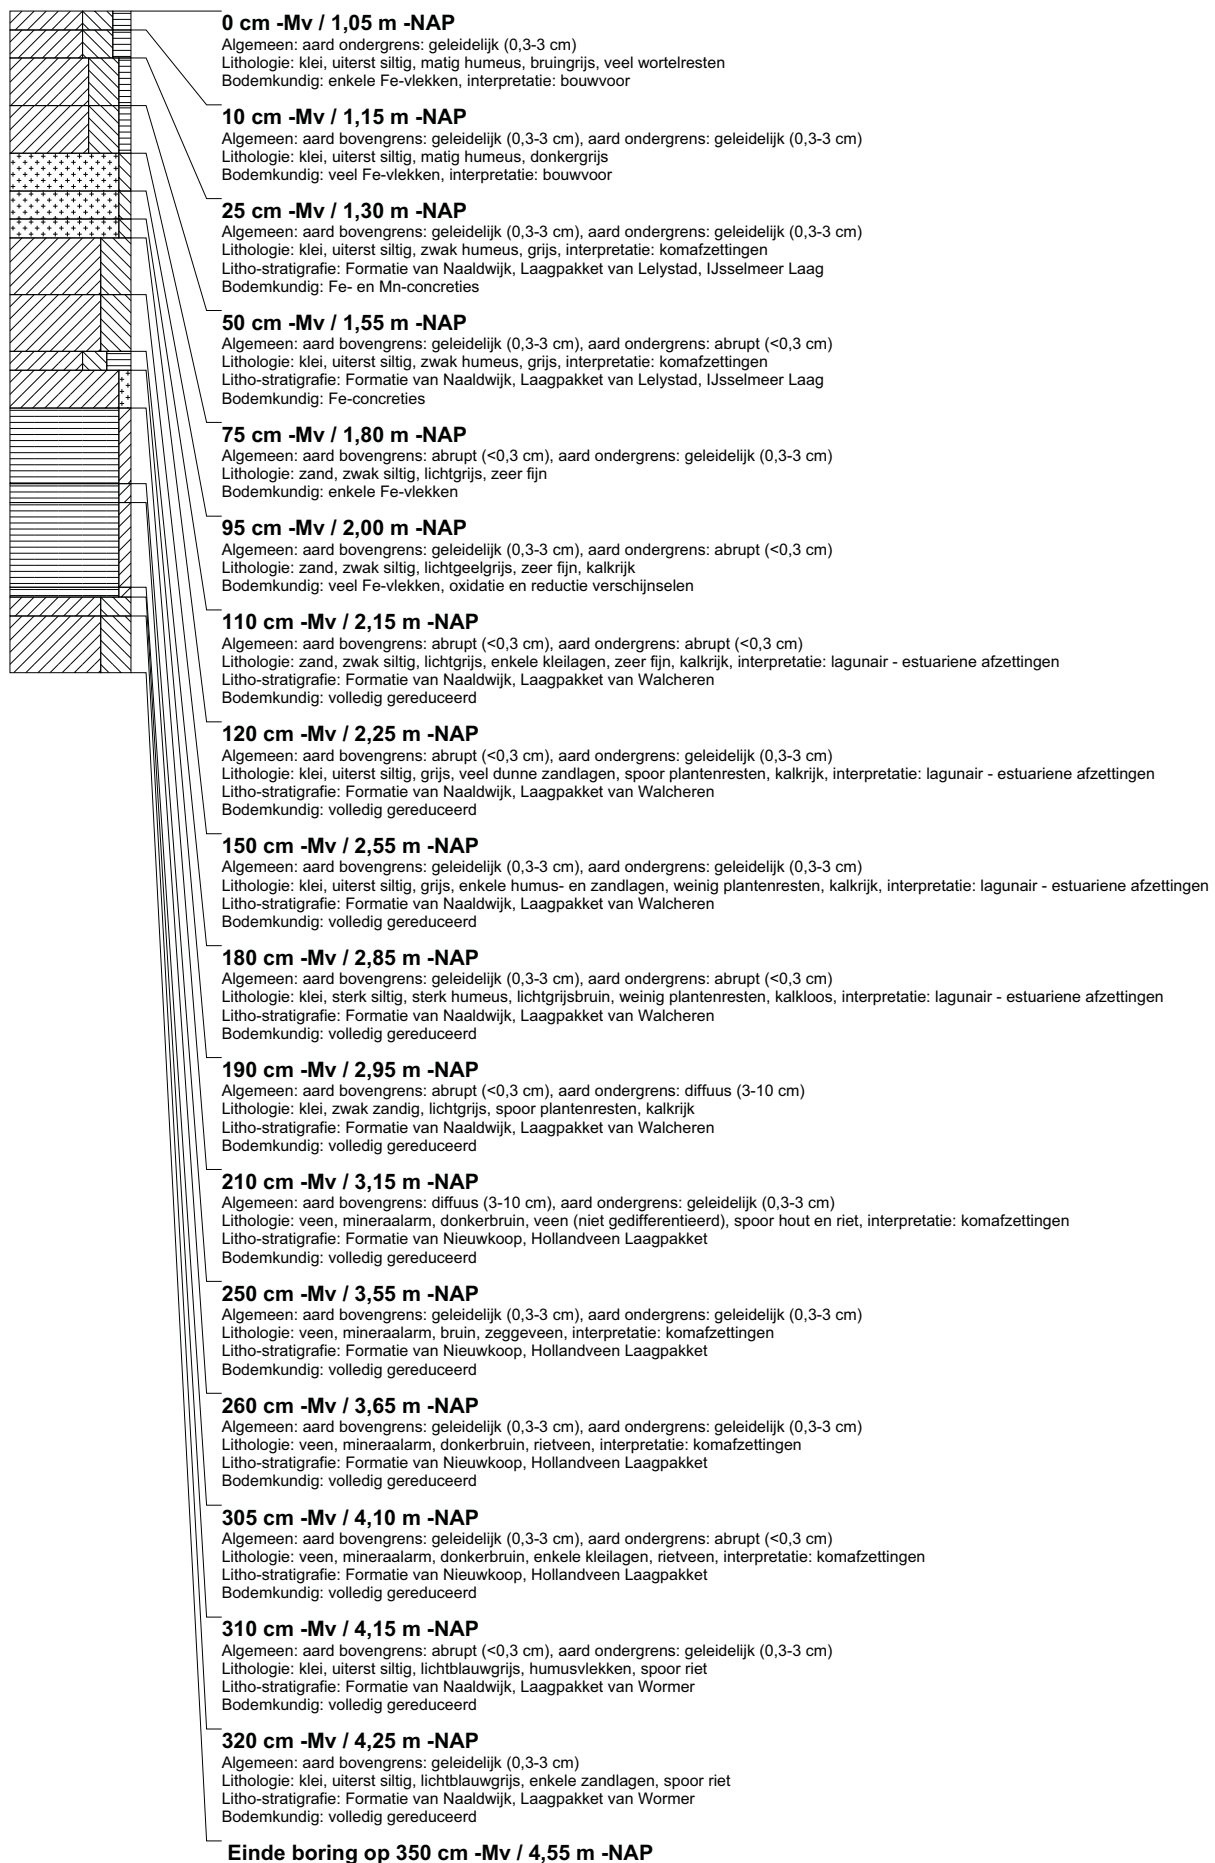 0 cm -Mv / 1,05 m -NAP
Algemeen: aard ondergrens: geleidelijk (0,3-3 cm)
Lithologie: klei, uiterst siltig, matig humeus, bruingrijs, veel wortelresten
Bodemkundig: enkele Fe-vlekken, interpretatie: bouwvoor
10 cm -Mv / 1,15 m -NAP
Algemeen: aard bovengrens: geleidelijk (0,3-3 cm), aard ondergrens: geleidelijk (0,3-3 cm)
Lithologie: klei, uiterst siltig, matig humeus, donkergrijs
Bodemkundig: veel Fe-vlekken, interpretatie: bouwvoor
25 cm -Mv / 1,30 m -NAP
Algemeen: aard bovengrens: geleidelijk (0,3-3 cm), aard ondergrens: geleidelijk (0,3-3 cm)
Lithologie: klei, uiterst siltig, zwak humeus, grijs, interpretatie: komafzettingen
Litho-stratigrafie: Formatie van Naaldwijk, Laagpakket van Lelystad, IJsselmeer Laag
Bodemkundig: Fe- en Mn-concreties
50 cm -Mv / 1,55 m -NAP
Algemeen: aard bovengrens: geleidelijk (0,3-3 cm), aard ondergrens: abrupt (<0,3 cm)
Lithologie: klei, uiterst siltig, zwak humeus, grijs, interpretatie: komafzettingen
Litho-stratigrafie: Formatie van Naaldwijk, Laagpakket van Lelystad, IJsselmeer Laag
Bodemkundig: Fe-concreties
75 cm -Mv / 1,80 m -NAP
Algemeen: aard bovengrens: abrupt (<0,3 cm), aard ondergrens: geleidelijk (0,3-3 cm)
Lithologie: zand, zwak siltig, lichtgrijs, zeer fijn
Bodemkundig: enkele Fe-vlekken
95 cm -Mv / 2,00 m -NAP
Algemeen: aard bovengrens: geleidelijk (0,3-3 cm), aard ondergrens: abrupt (<0,3 cm)
Lithologie: zand, zwak siltig, lichtgeelgrijs, zeer fijn, kalkrijk
Bodemkundig: veel Fe-vlekken, oxidatie en reductie verschijnselen
110 cm -Mv / 2,15 m -NAP
Algemeen: aard bovengrens: abrupt (<0,3 cm), aard ondergrens: abrupt (<0,3 cm)
Lithologie: zand, zwak siltig, lichtgrijs, enkele kleilagen, zeer fijn, kalkrijk, interpretatie: lagunair - estuariene afzettingen
Litho-stratigrafie: Formatie van Naaldwijk, Laagpakket van Walcheren
Bodemkundig: volledig gereduceerd
120 cm -Mv / 2,25 m -NAP
Algemeen: aard bovengrens: abrupt (<0,3 cm), aard ondergrens: geleidelijk (0,3-3 cm)
Lithologie: klei, uiterst siltig, grijs, veel dunne zandlagen, spoor plantenresten, kalkrijk, interpretatie: lagunair - estuariene afzettingen
Litho-stratigrafie: Formatie van Naaldwijk, Laagpakket van Walcheren
Bodemkundig: volledig gereduceerd
150 cm -Mv / 2,55 m -NAP
Algemeen: aard bovengrens: geleidelijk (0,3-3 cm), aard ondergrens: geleidelijk (0,3-3 cm)
Lithologie: klei, uiterst siltig, grijs, enkele humus- en zandlagen, weinig plantenresten, kalkrijk, interpretatie: lagunair - estuariene afzettingen
Litho-stratigrafie: Formatie van Naaldwijk, Laagpakket van Walcheren
Bodemkundig: volledig gereduceerd
180 cm -Mv / 2,85 m -NAP
Algemeen: aard bovengrens: geleidelijk (0,3-3 cm), aard ondergrens: abrupt (<0,3 cm)
Lithologie: klei, sterk siltig, sterk humeus, lichtgrijsbruin, weinig plantenresten, kalkloos, interpretatie: lagunair - estuariene afzettingen
Litho-stratigrafie: Formatie van Naaldwijk, Laagpakket van Walcheren
Bodemkundig: volledig gereduceerd
190 cm -Mv / 2,95 m -NAP
Algemeen: aard bovengrens: abrupt (<0,3 cm), aard ondergrens: diffuus (3-10 cm)
Lithologie: klei, zwak zandig, lichtgrijs, spoor plantenresten, kalkrijk
Litho-stratigrafie: Formatie van Naaldwijk, Laagpakket van Walcheren
Bodemkundig: volledig gereduceerd
210 cm -Mv / 3,15 m -NAP
Algemeen: aard bovengrens: diffuus (3-10 cm), aard ondergrens: geleidelijk (0,3-3 cm)
Lithologie: veen, mineraalarm, donkerbruin, veen (niet gedifferentieerd), spoor hout en riet, interpretatie: komafzettingen
Litho-stratigrafie: Formatie van Nieuwkoop, Hollandveen Laagpakket
Bodemkundig: volledig gereduceerd
250 cm -Mv / 3,55 m -NAP
Algemeen: aard bovengrens: geleidelijk (0,3-3 cm), aard ondergrens: geleidelijk (0,3-3 cm)
Lithologie: veen, mineraalarm, bruin, zeggeveen, interpretatie: komafzettingen
Litho-stratigrafie: Formatie van Nieuwkoop, Hollandveen Laagpakket
Bodemkundig: volledig gereduceerd
260 cm -Mv / 3,65 m -NAP
Algemeen: aard bovengrens: geleidelijk (0,3-3 cm), aard ondergrens: geleidelijk (0,3-3 cm)
Lithologie: veen, mineraalarm, donkerbruin, rietveen, interpretatie: komafzettingen
Litho-stratigrafie: Formatie van Nieuwkoop, Hollandveen Laagpakket
Bodemkundig: volledig gereduceerd
305 cm -Mv / 4,10 m -NAP
Algemeen: aard bovengrens: geleidelijk (0,3-3 cm), aard ondergrens: abrupt (<0,3 cm)
Lithologie: veen, mineraalarm, donkerbruin, enkele kleilagen, rietveen, interpretatie: komafzettingen
Litho-stratigrafie: Formatie van Nieuwkoop, Hollandveen Laagpakket
Bodemkundig: volledig gereduceerd
310 cm -Mv / 4,15 m -NAP
Algemeen: aard bovengrens: abrupt (<0,3 cm), aard ondergrens: geleidelijk (0,3-3 cm)
Lithologie: klei, uiterst siltig, lichtblauwgrijs, humusvlekken, spoor riet
Litho-stratigrafie: Formatie van Naaldwijk, Laagpakket van Wormer
Bodemkundig: volledig gereduceerd
320 cm -Mv / 4,25 m -NAP
Algemeen: aard bovengrens: geleidelijk (0,3-3 cm)
Lithologie: klei, uiterst siltig, lichtblauwgrijs, enkele zandlagen, spoor riet
Litho-stratigrafie: Formatie van Naaldwijk, Laagpakket van Wormer
Bodemkundig: volledig gereduceerd
Einde boring op 350 cm -Mv / 4,55 m -NAP